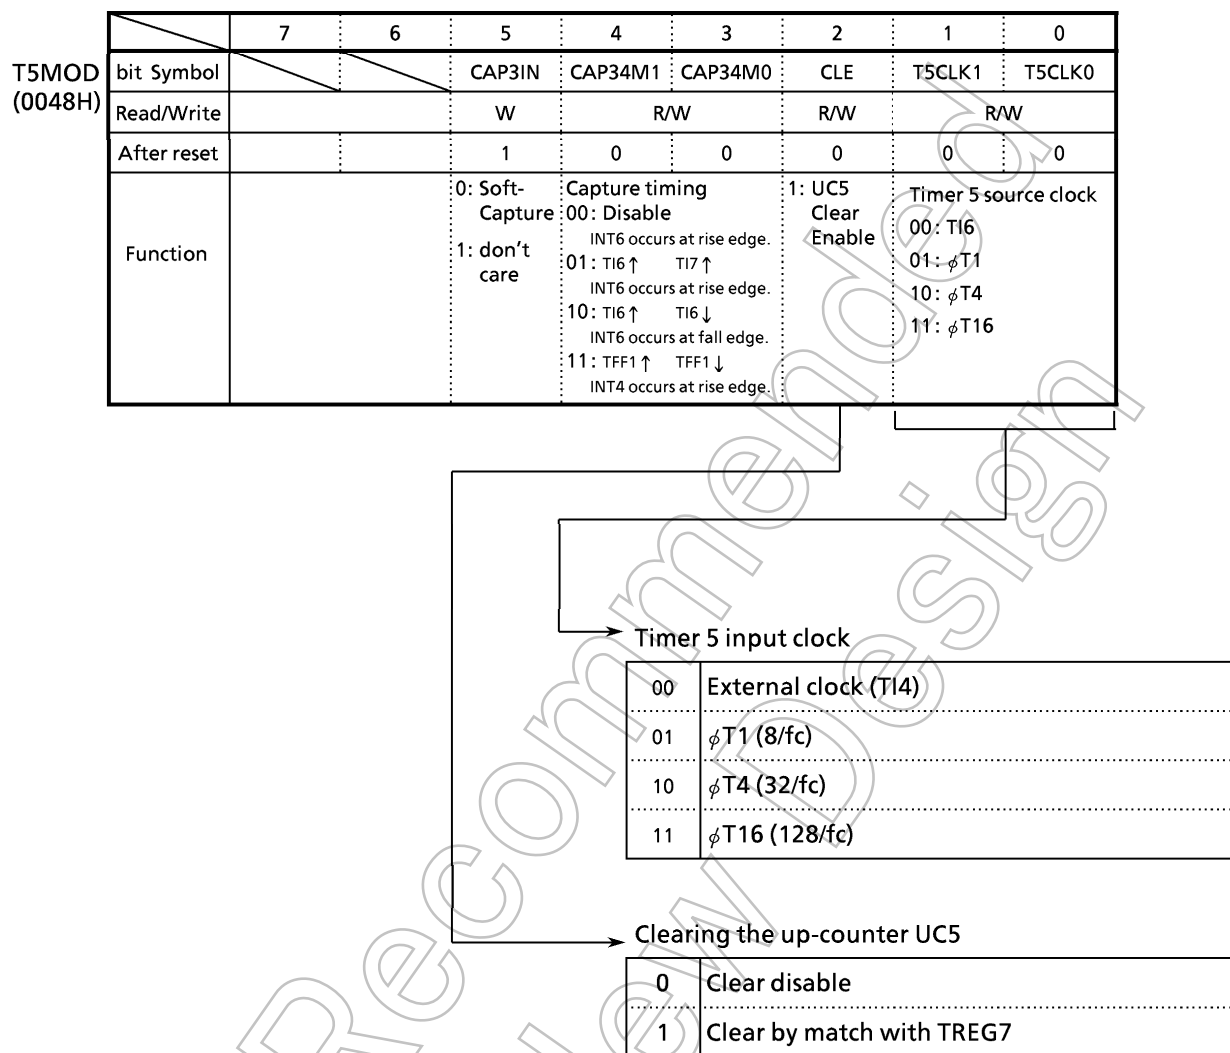 7 6 5 4 3 2 1 0
T5MOD
(0048H)
bit Symbol CAP3IN CAP34M1 CAP34M0 CLE T5CLK1 T5CLK0
Read/Write W R/W R/W R/W
After reset 1 0 0 0 0 0
Function
0: Soft-
Capture
1: don't
care
Capture timing
00: Disable
INT6 occurs at rise edge.
01: TI6↑ TI7↑
INT6 occurs at rise edge.
10: TI6↑ TI6↓
INT6 occurs at fall edge.
11: TFF1↑ TFF1↓
INT4 occurs at rise edge.
1: UC5
Clear
Enable
Timer 5 source clock
00: TI6
01: ϕT1
10: ϕT4
11: ϕT16
Timer 5 input clock
00 External clock (TI4)
01 ϕT1 (8/fc)
10 ϕT4 (32/fc)
11 ϕT16 (128/fc)
Clearing the up-counter UC5
0 Clear disable
1 Clear by match with TREG7
Recommended
New Design